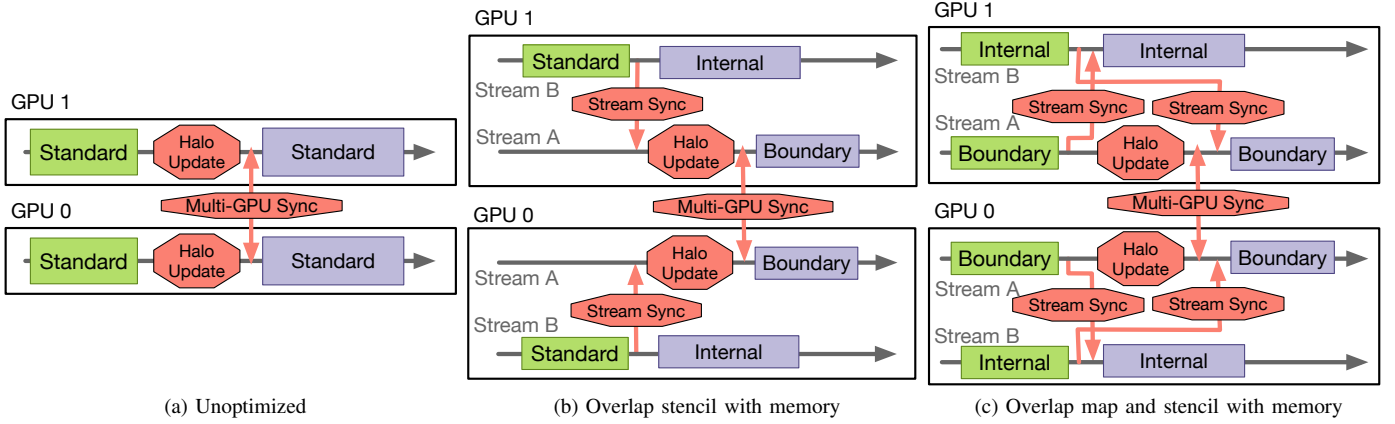 GPU 1
Standard
Halo
Update
Standard
Multi-GPU Sync
GPU 0
Standard
Halo
Update
Standard
(a) Unoptimized
GPU 1
Standard
Internal
Stream B
Stream Sync
Stream A
Halo
Update
Boundary
Multi-GPU Sync
GPU 0
Halo
Update
Boundary
Stream A
Stream Sync
Stream B
Standard
Internal
(b) Overlap stencil with memory
GPU 1
Internal
Internal
Stream B
Stream Sync
Stream Sync
Stream A
Boundary
Halo
Update
Boundary
Multi-GPU Sync
GPU 0
Boundary
Halo
Update
Boundary
Stream A
Stream Sync
Stream Sync
Stream B
Internal
Internal
(c) Overlap map and stencil with memory